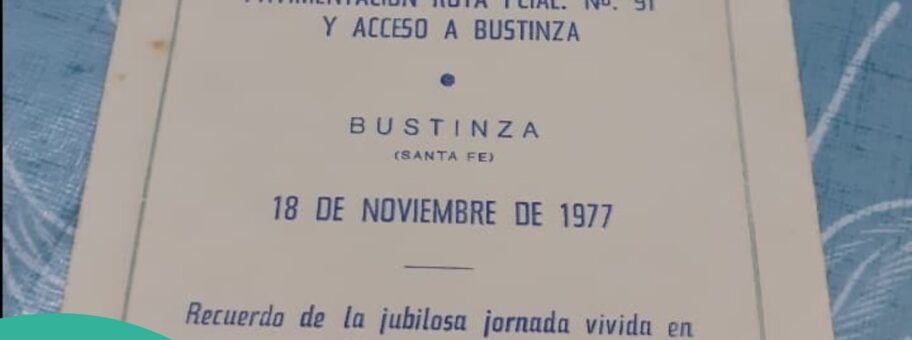 PAVIMENTACION RUTA PCIAL. Nº. 91
Y ACCESO A BUSTINZA
BUSTINZA
(SANTA FE)
18 DE NOVIEMBRE DE 1977
Recuerdo de la jubilosa jornada vivida en